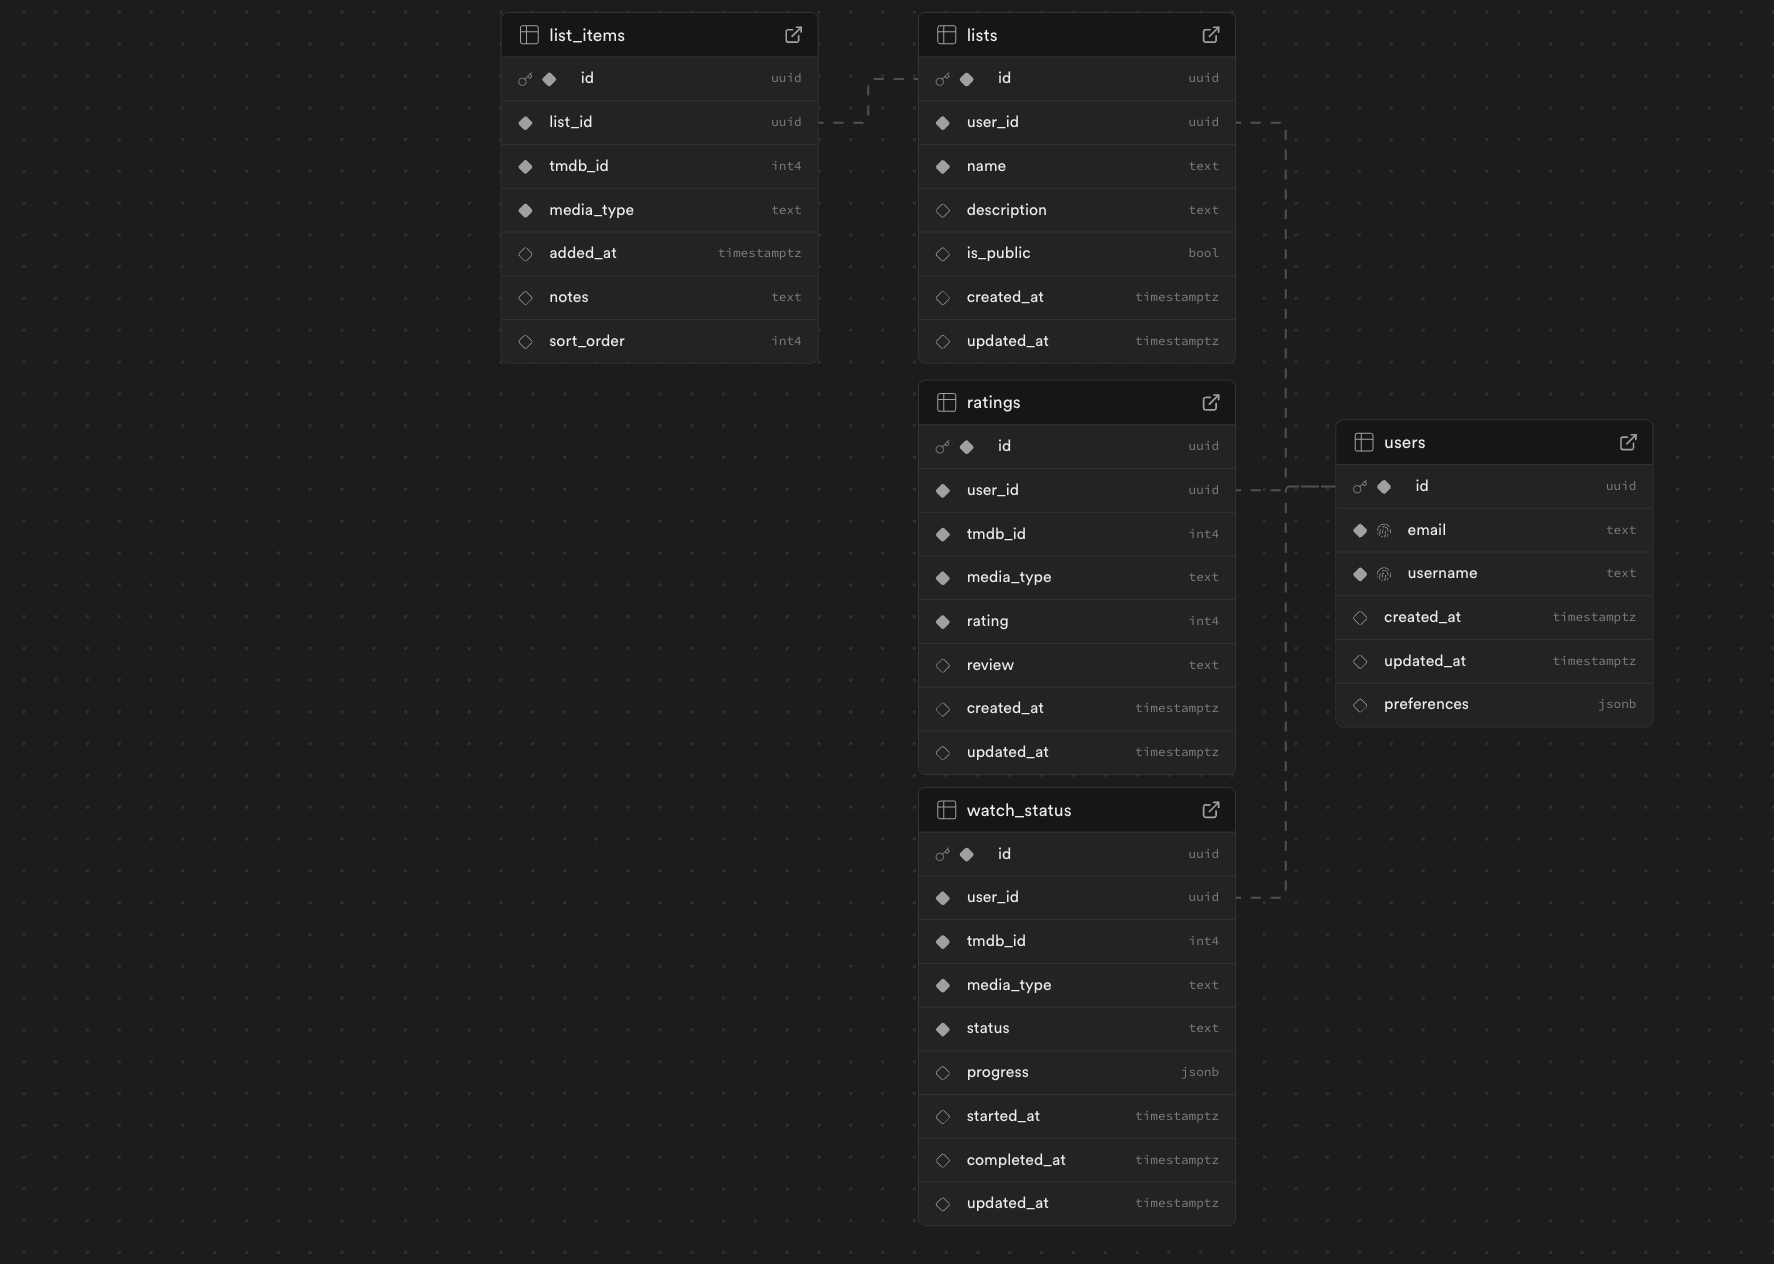 list_items
id uuid
list_id uuid
tmdb_id int4
media_type text
added_at timestamptz
notes text
sort_order int4
lists
id uuid
user_id uuid
name text
description text
is_public bool
created_at timestamptz
updated_at timestamptz
ratings
id uuid
user_id uuid
tmdb_id int4
media_type text
rating int4
review text
created_at timestamptz
updated_at timestamptz
watch_status
id uuid
user_id uuid
tmdb_id int4
media_type text
status text
progress jsonb
started_at timestamptz
completed_at timestamptz
updated_at timestamptz
users
id uuid
email text
username text
created_at timestamptz
updated_at timestamptz
preferences jsonb